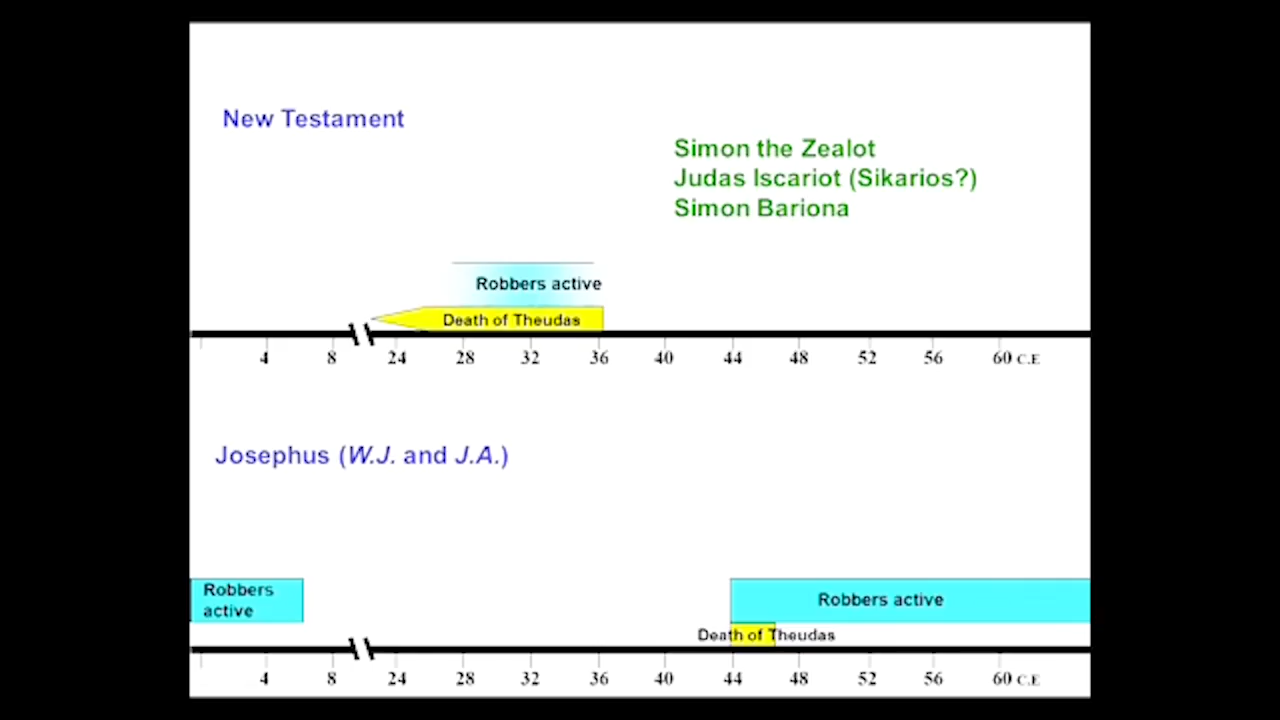 New Testament
Simon the Zealot
Judas Iscariot (Sikarios?)
Simon Bariona
Robbers active
Death of Theudas
4 8 24 28 32 36 40 44 48 52 56 60 C.E
Josephus (W.J. and J.A.)
Robbers
active
Robbers active
Death of Theudas
4 8 24 28 32 36 40 44 48 52 56 60 C.E